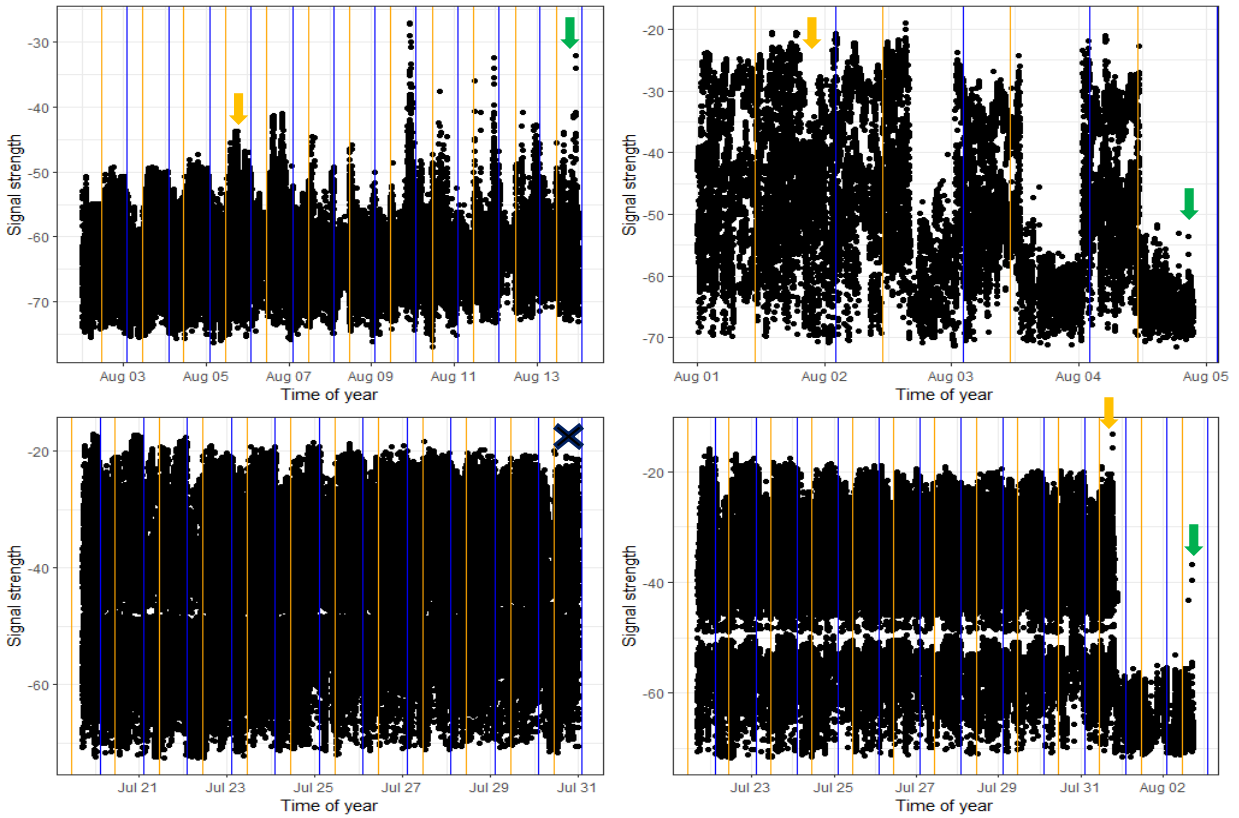 -30
-40
-50
-60
-70
Signal strength
Aug 03 Aug 05 Aug 07 Aug 09 Aug 11 Aug 13
Time of year
-20
-30
-40
-50
-60
-70
Signal strength
Aug 01 Aug 02 Aug 03 Aug 04 Aug 05
Time of year
-20
-40
-60
Signal strength
Jul 21 Jul 23 Jul 25 Jul 27 Jul 29 Jul 31
Time of year
-20
-40
-60
Signal strength
Jul 23 Jul 25 Jul 27 Jul 29 Jul 31 Aug 02
Time of year